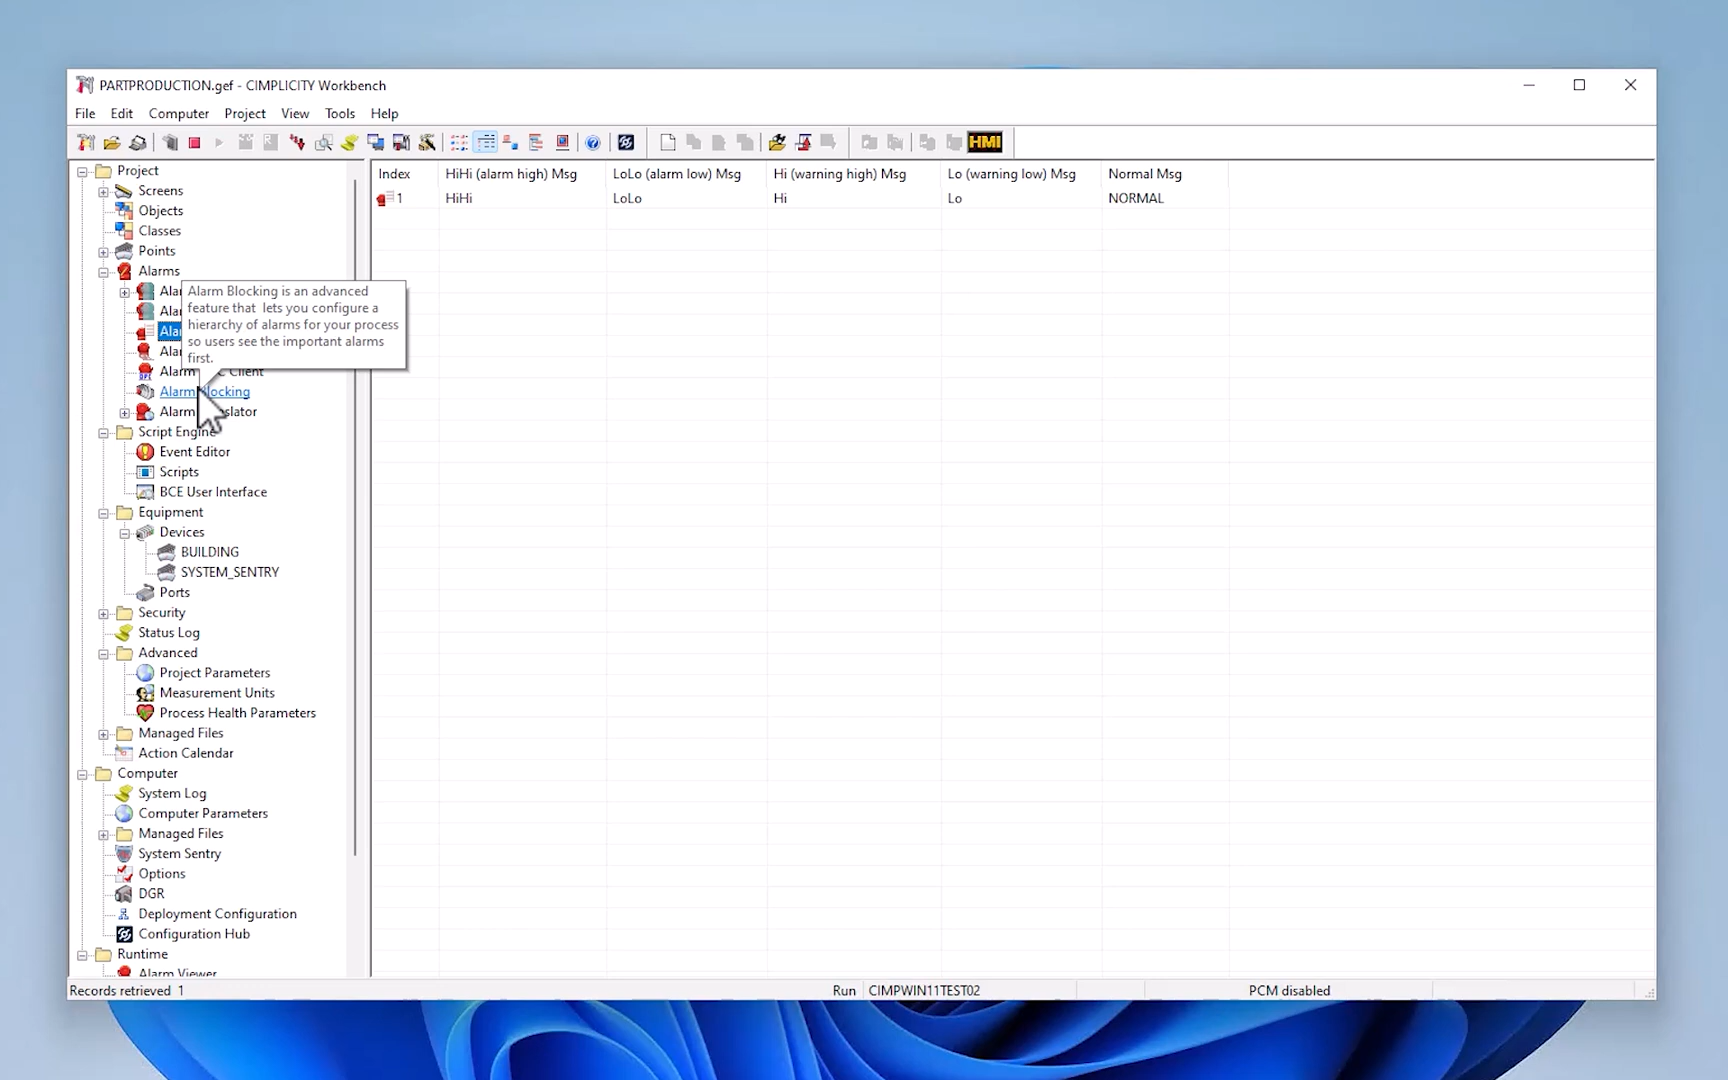 PARTPRODUCTION.gef - CIMPLICITY Workbench
File Edit Computer Project View Tools Help
HMI
Project
Screens
Objects
Classes
Points
Alarms
Alarm Blocking is an advanced
feature that lets you configure a
hierarchy of alarms for your process
so users see the important alarms
first.
Alarm C Client
Alarm Blocking
Alarm slator
Script Engine
Event Editor
Scripts
BCE User Interface
Equipment
Devices
BUILDING
SYSTEM_SENTRY
Ports
Security
Status Log
Advanced
Project Parameters
Measurement Units
Process Health Parameters
Managed Files
Action Calendar
Computer
System Log
Computer Parameters
Managed Files
System Sentry
Options
DGR
Deployment Configuration
Configuration Hub
Runtime
Alarm Viewer
Index HiHi (alarm high) Msg LoLo (alarm low) Msg Hi (warning high) Msg Lo (warning low) Msg Normal Msg
1 HiHi LoLo Hi Lo NORMAL
Records retrieved 1 Run CIMPWIN11TEST02 PCM disabled